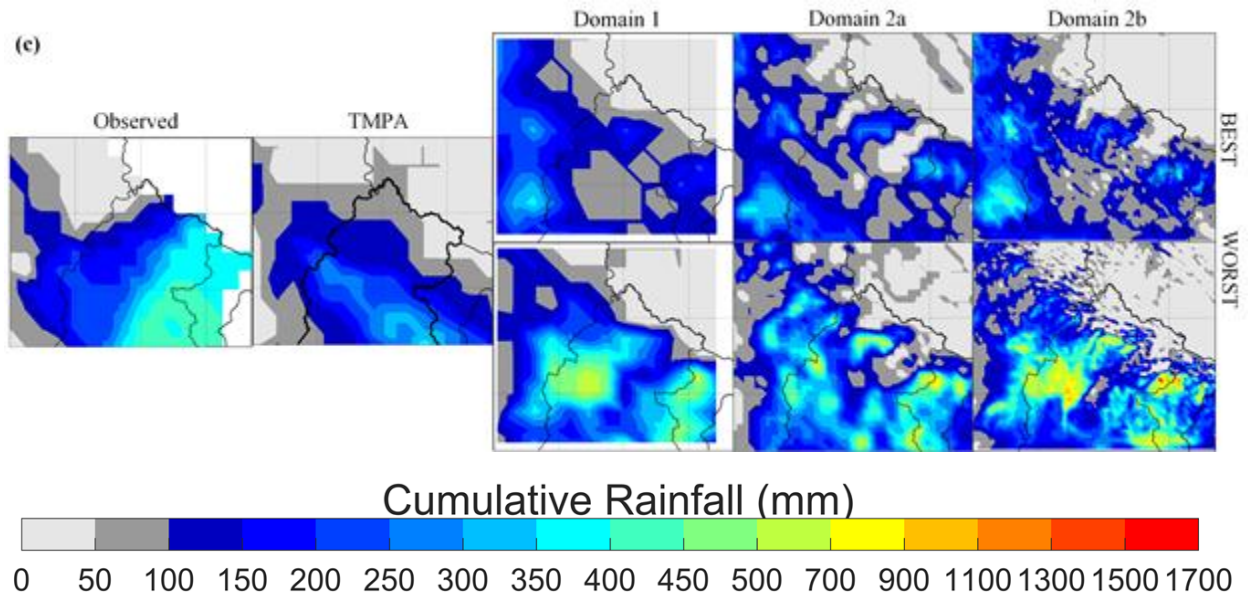 Domain 1 Domain 2a Domain 2b
(c)
Observed TMPA
BEST
WORST
Cumulative Rainfall (mm)
0 50 100 150 200 250 300 350 400 450 500 700 900 1100 1300 1500 1700